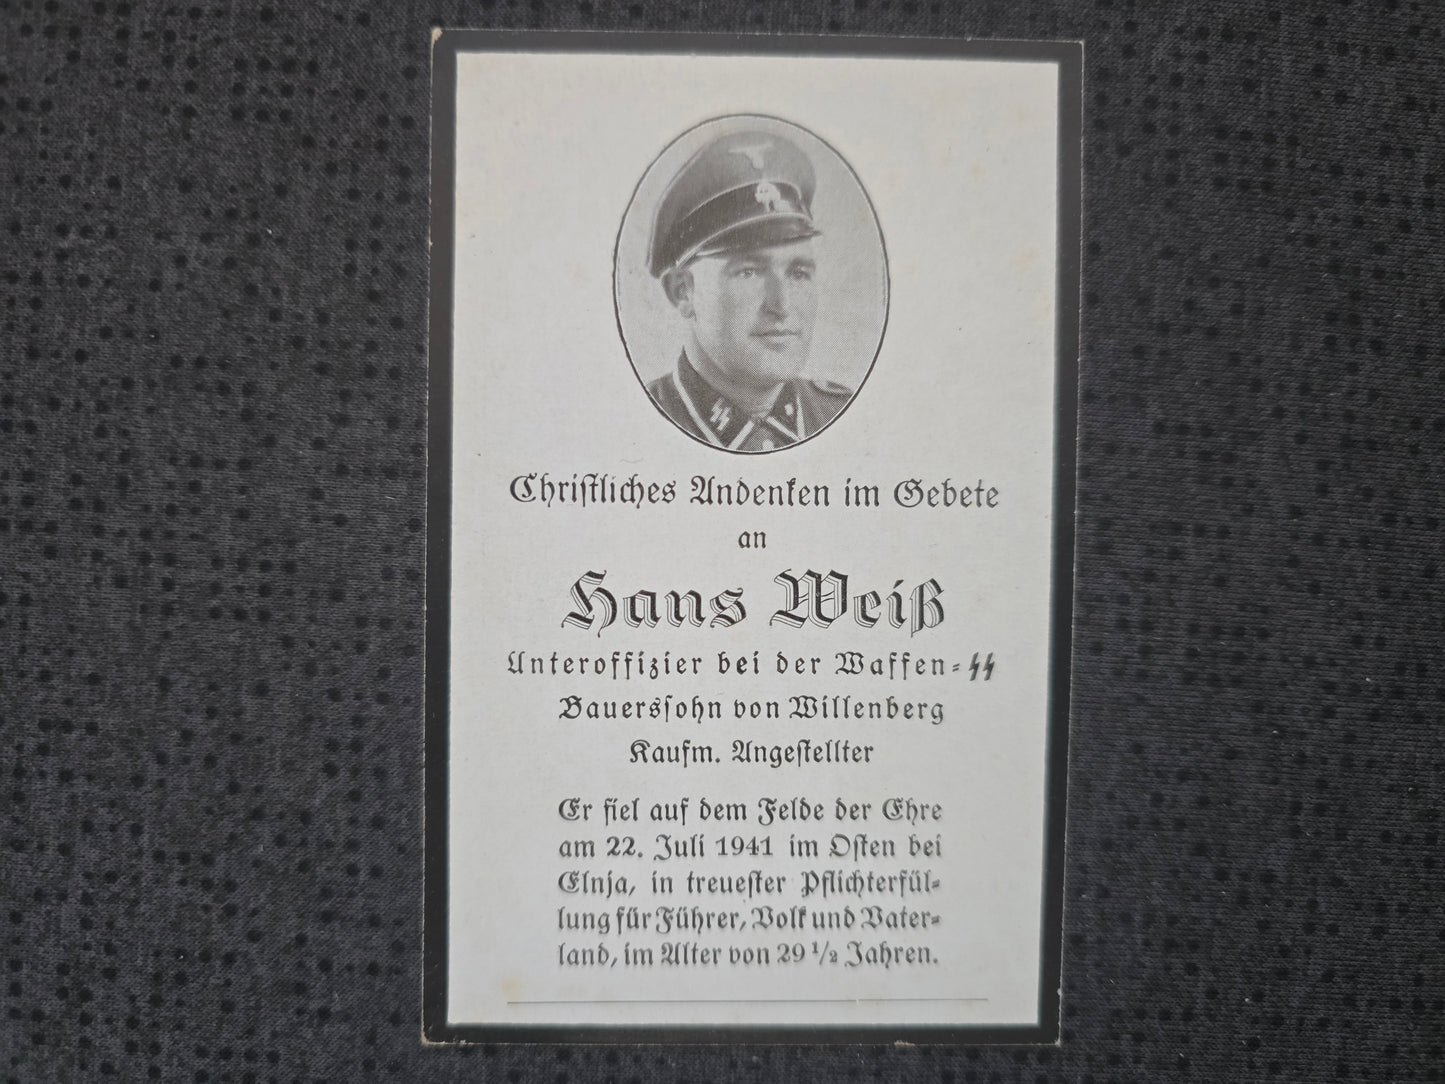 Christliches Andenken im Gebete
an
Hans Weiß
Unteroffizier bei der Waffen-SS
Bauerssohn von Willenberg
Kaufm. Angestellter
Er fiel auf dem Felde der Ehre
am 22. Juli 1941 im Osten bei
Elnja, in treuester Pflichterfül-
lung für Führer, Volk und Vater-
land, im Alter von 29 1/2 Jahren.